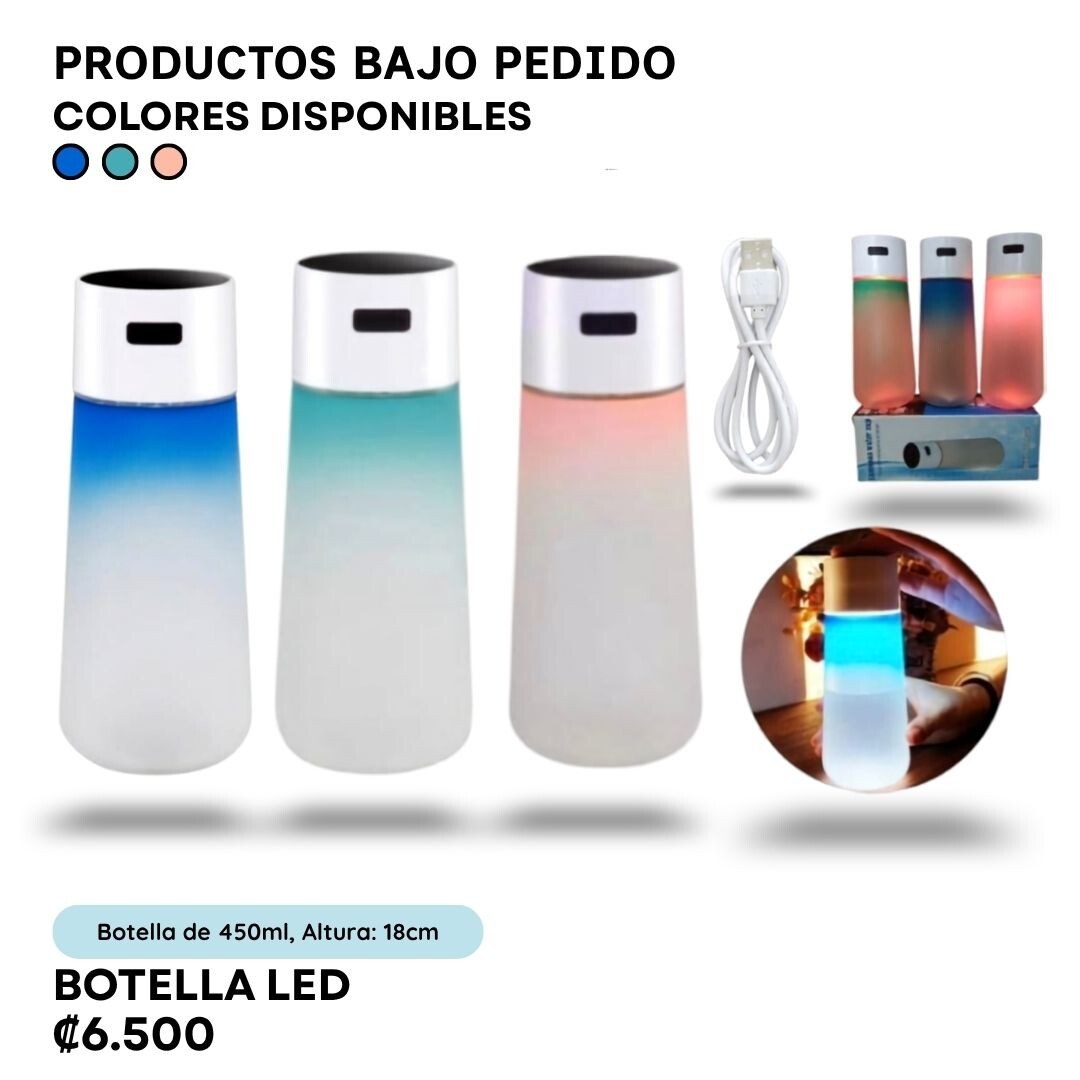 PRODUCTOS BAJO PEDIDO
COLORES DISPONIBLES
Botella de 450ml, Altura: 18cm
BOTELLA LED
₡6.500